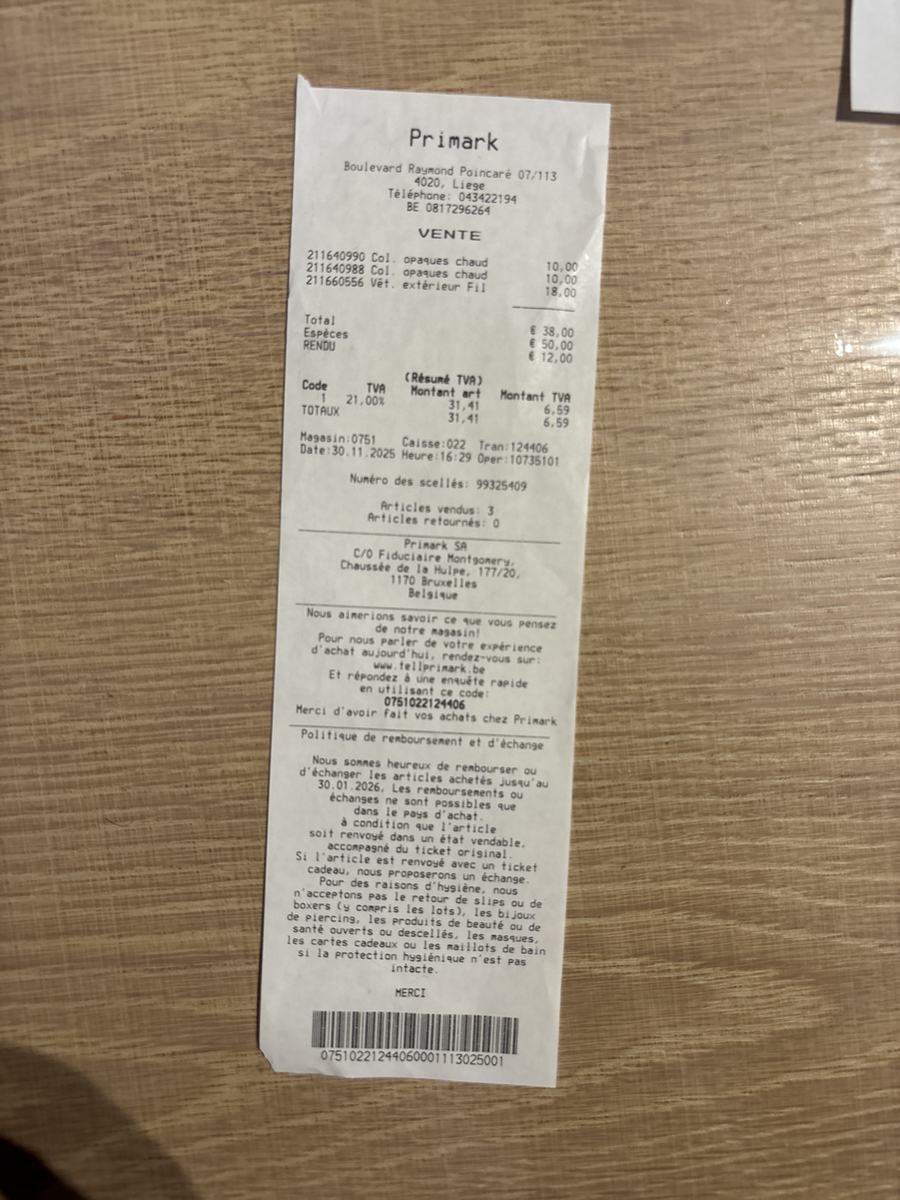 Primark
Boulevard Raymond Poincaré 07/113
4020, Liege
Téléphone: 043422194
BE 0817296264
VENTE
211640990 Col. opaques chaud 10,00
211640988 Col. opaques chaud 10,00
211660556 Vêt. extérieur Fil 18,00
Total € 38,00
Espèces € 50,00
RENDU € 12,00
(Résumé TVA)
Code TVA Montant art Montant TVA
1 21,00% 31,41 6,59
TOTAUX 31,41 6,59
Magasin:0751 Caisse:022 Tran:124406
Date:30.11.2025 Heure:16:29 Oper:10735101
Numéro des scellés: 99325409
Articles vendus: 3
Articles retournés: 0
Primark SA
C/O Fiduciaire Montgomery,
Chaussée de la Hulpe, 177/20,
1170 Bruxelles
Belgique
Nous aimerions savoir ce que vous pensez
de notre magasin!
Pour nous parler de votre expérience
d'achat aujourd'hui, rendez-vous sur:
www.tellprimark.be
Et répondez à une enquête rapide
en utilisant ce code:
0751022124406
Merci d'avoir fait vos achats chez Primark
Politique de remboursement et d'échange
Nous sommes heureux de rembourser ou
d'échanger les articles achetés jusqu'au
30.01.2026. Les remboursements ou
échanges ne sont possibles que
dans le pays d'achat.
à condition que l'article
soit renvoyé dans un état vendable,
accompagné du ticket original.
Si l'article est renvoyé avec un ticket
cadeau, nous proposerons un échange.
Pour des raisons d'hygiène, nous
n'acceptons pas le retour de slips ou de
boxers (y compris les lots), les bijoux
de piercing, les produits de beauté ou de
santé ouverts ou descellés, les masques,
les cartes cadeaux ou les maillots de bain
si la protection hygiénique n'est pas
intacte.
MERCI
07510221244060001113025001